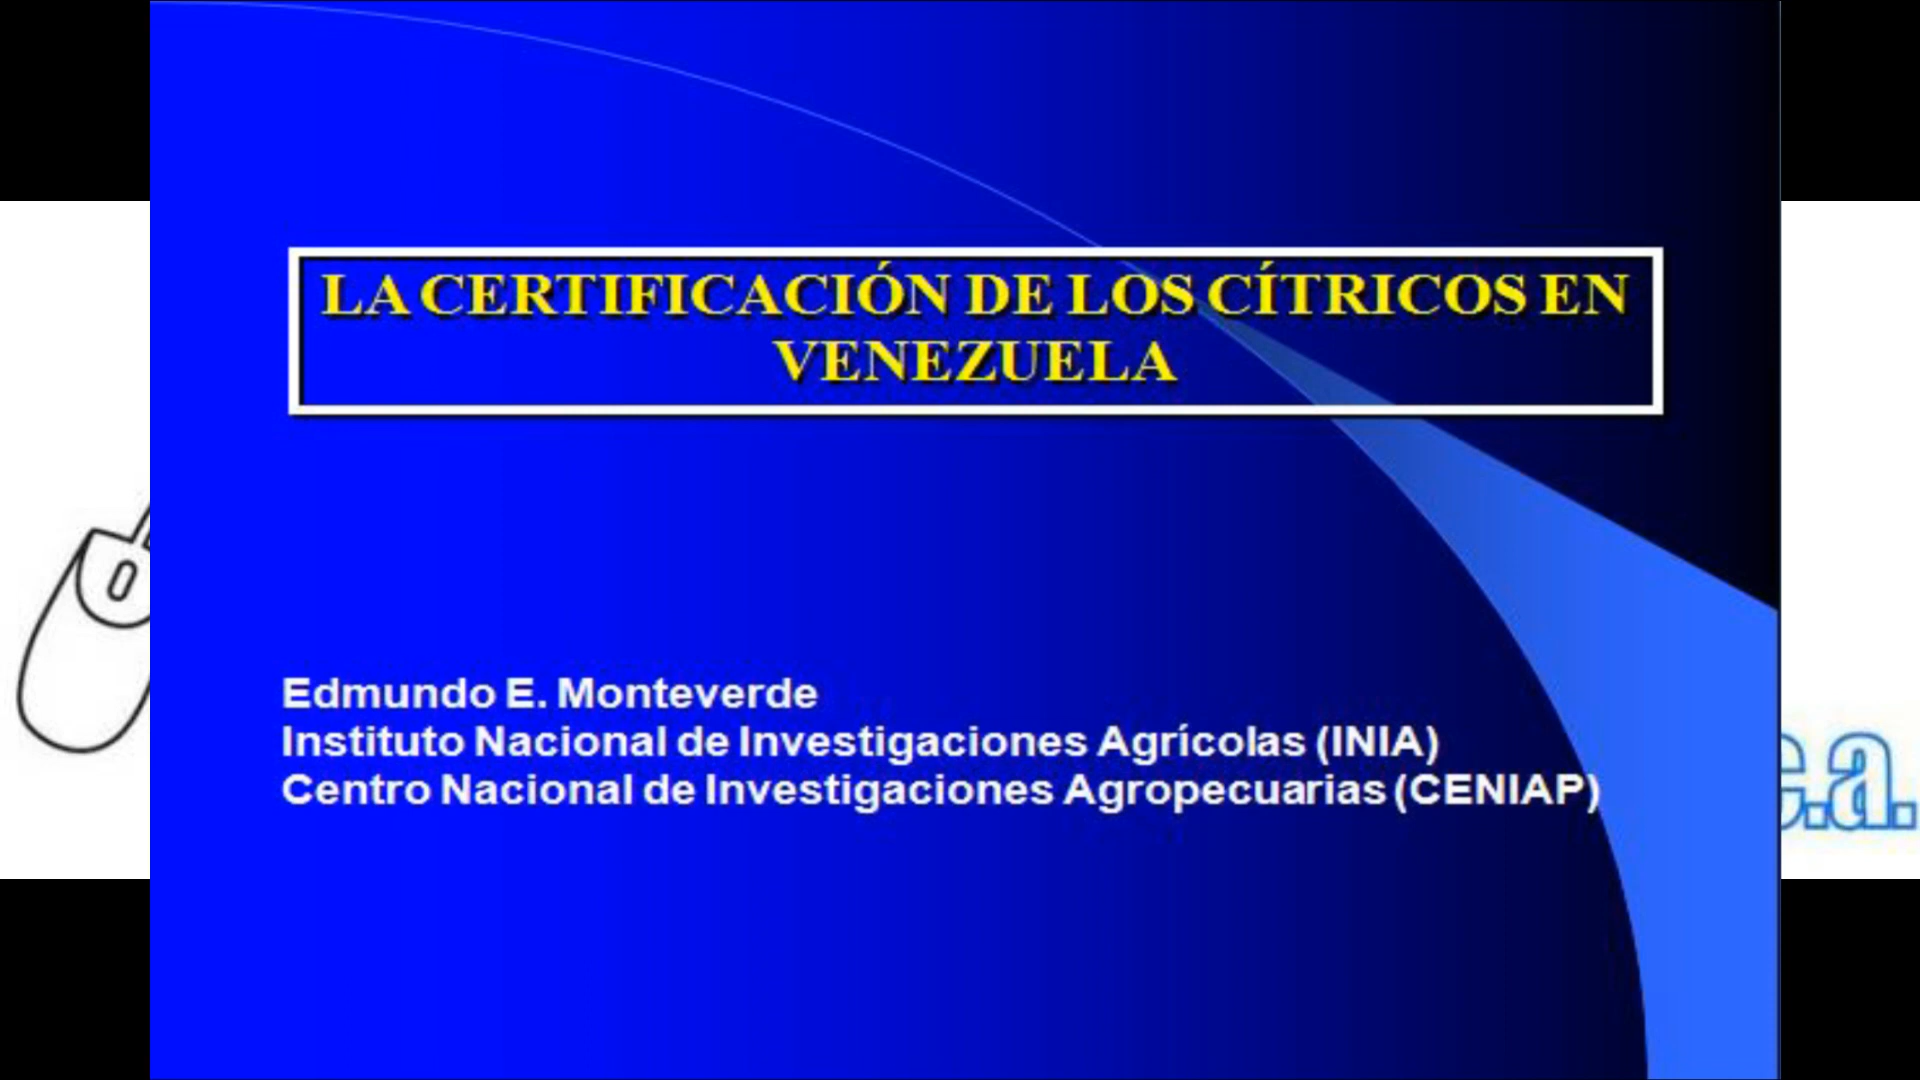 LA CERTIFICACIÓN DE LOS CÍTRICOS EN
VENEZUELA
Edmundo E. Monteverde
Instituto Nacional de Investigaciones Agrícolas (INIA)
Centro Nacional de Investigaciones Agropecuarias (CENIAP)
c.a.